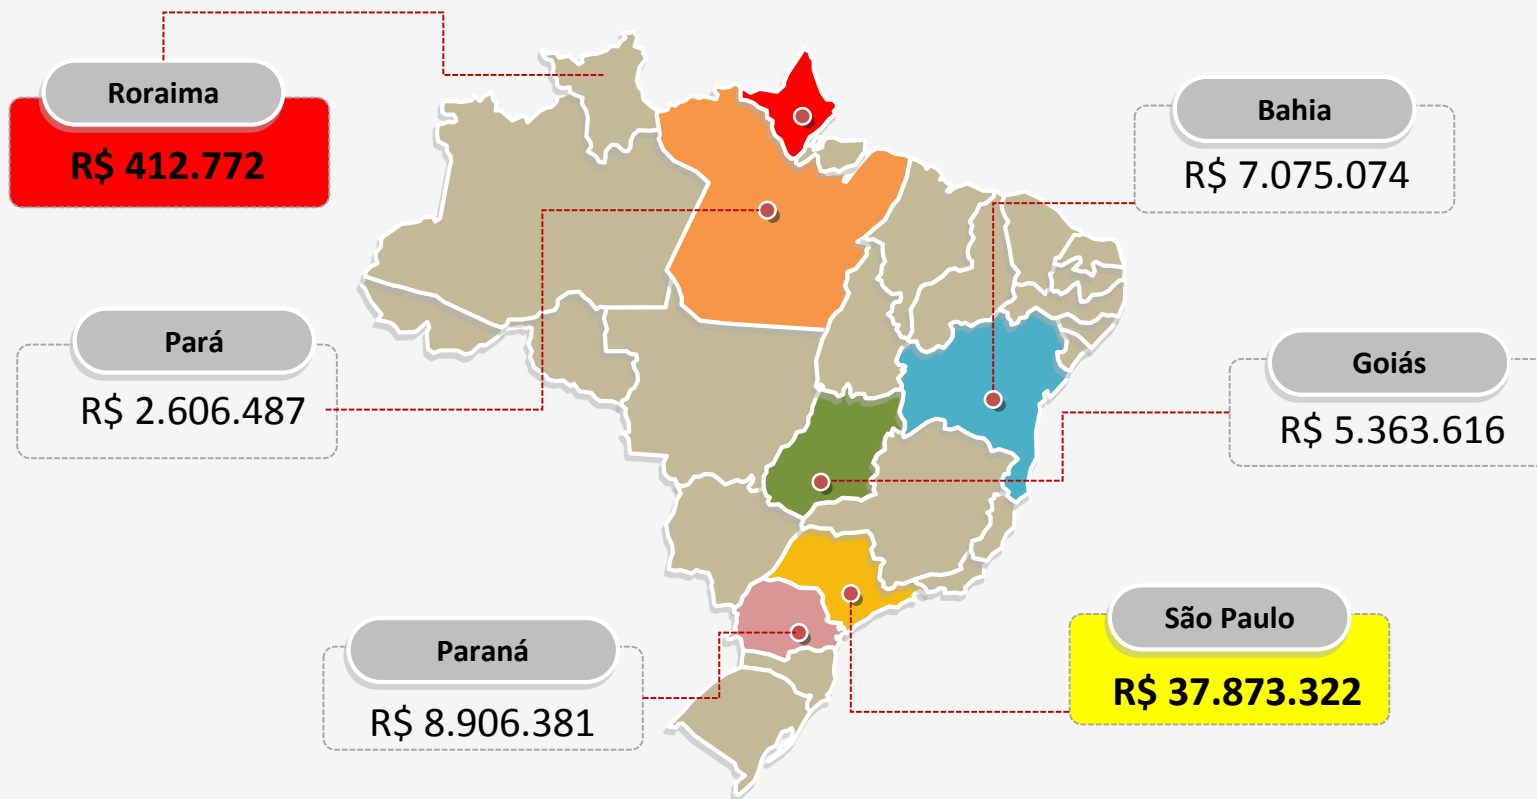 Roraima
R$ 412.772
Bahia
R$ 7.075.074
Pará
R$ 2.606.487
Goiás
R$ 5.363.616
Paraná
R$ 8.906.381
São Paulo
R$ 37.873.322